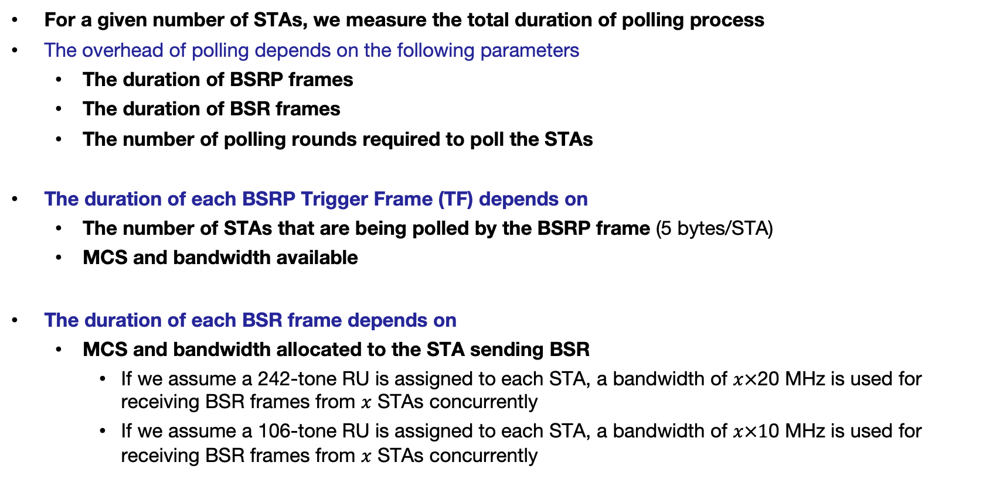 • For a given number of STAs, we measure the total duration of polling process
• The overhead of polling depends on the following parameters
• The duration of BSRP frames
• The duration of BSR frames
• The number of polling rounds required to poll the STAs
• The duration of each BSRP Trigger Frame (TF) depends on
• The number of STAs that are being polled by the BSRP frame (5 bytes/STA)
• MCS and bandwidth available
• The duration of each BSR frame depends on
• MCS and bandwidth allocated to the STA sending BSR
• If we assume a 242-tone RU is assigned to each STA, a bandwidth of 𝑥×20 MHz is used for
receiving BSR frames from 𝑥 STAs concurrently
• If we assume a 106-tone RU is assigned to each STA, a bandwidth of 𝑥×10 MHz is used for
receiving BSR frames from 𝑥 STAs concurrently